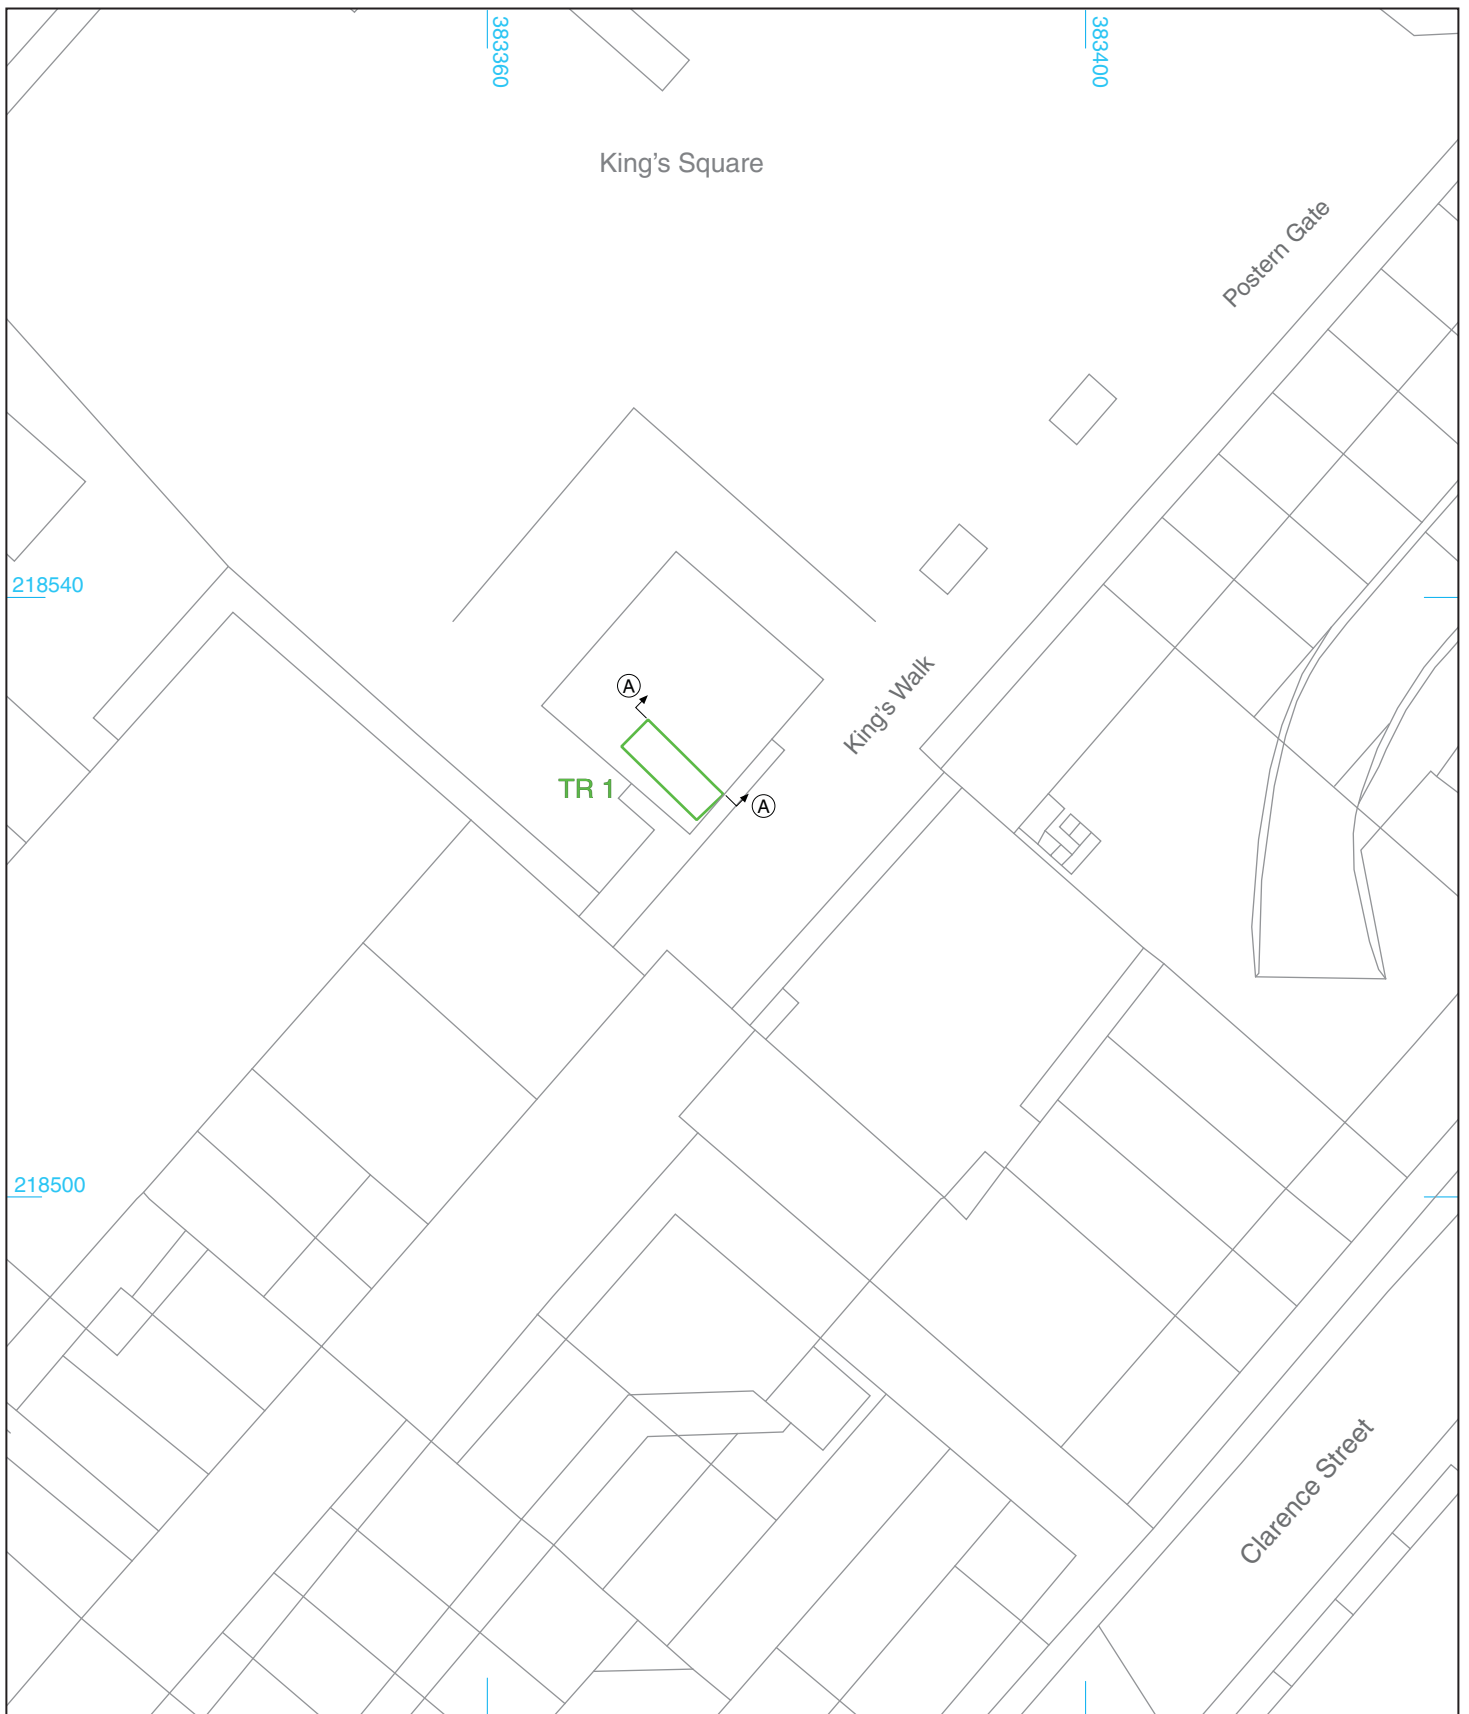 383360
383400
King's Square
Postern Gate
218540
King's Walk
A
TR 1
A
218500
Clarence Street